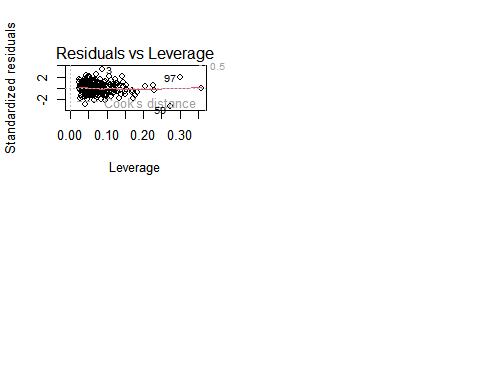 Residuals vs Leverage
Standardized residuals
2
-2
3
97
0.5
Cook's distance
0.00
0.10
0.20
0.30
Leverage